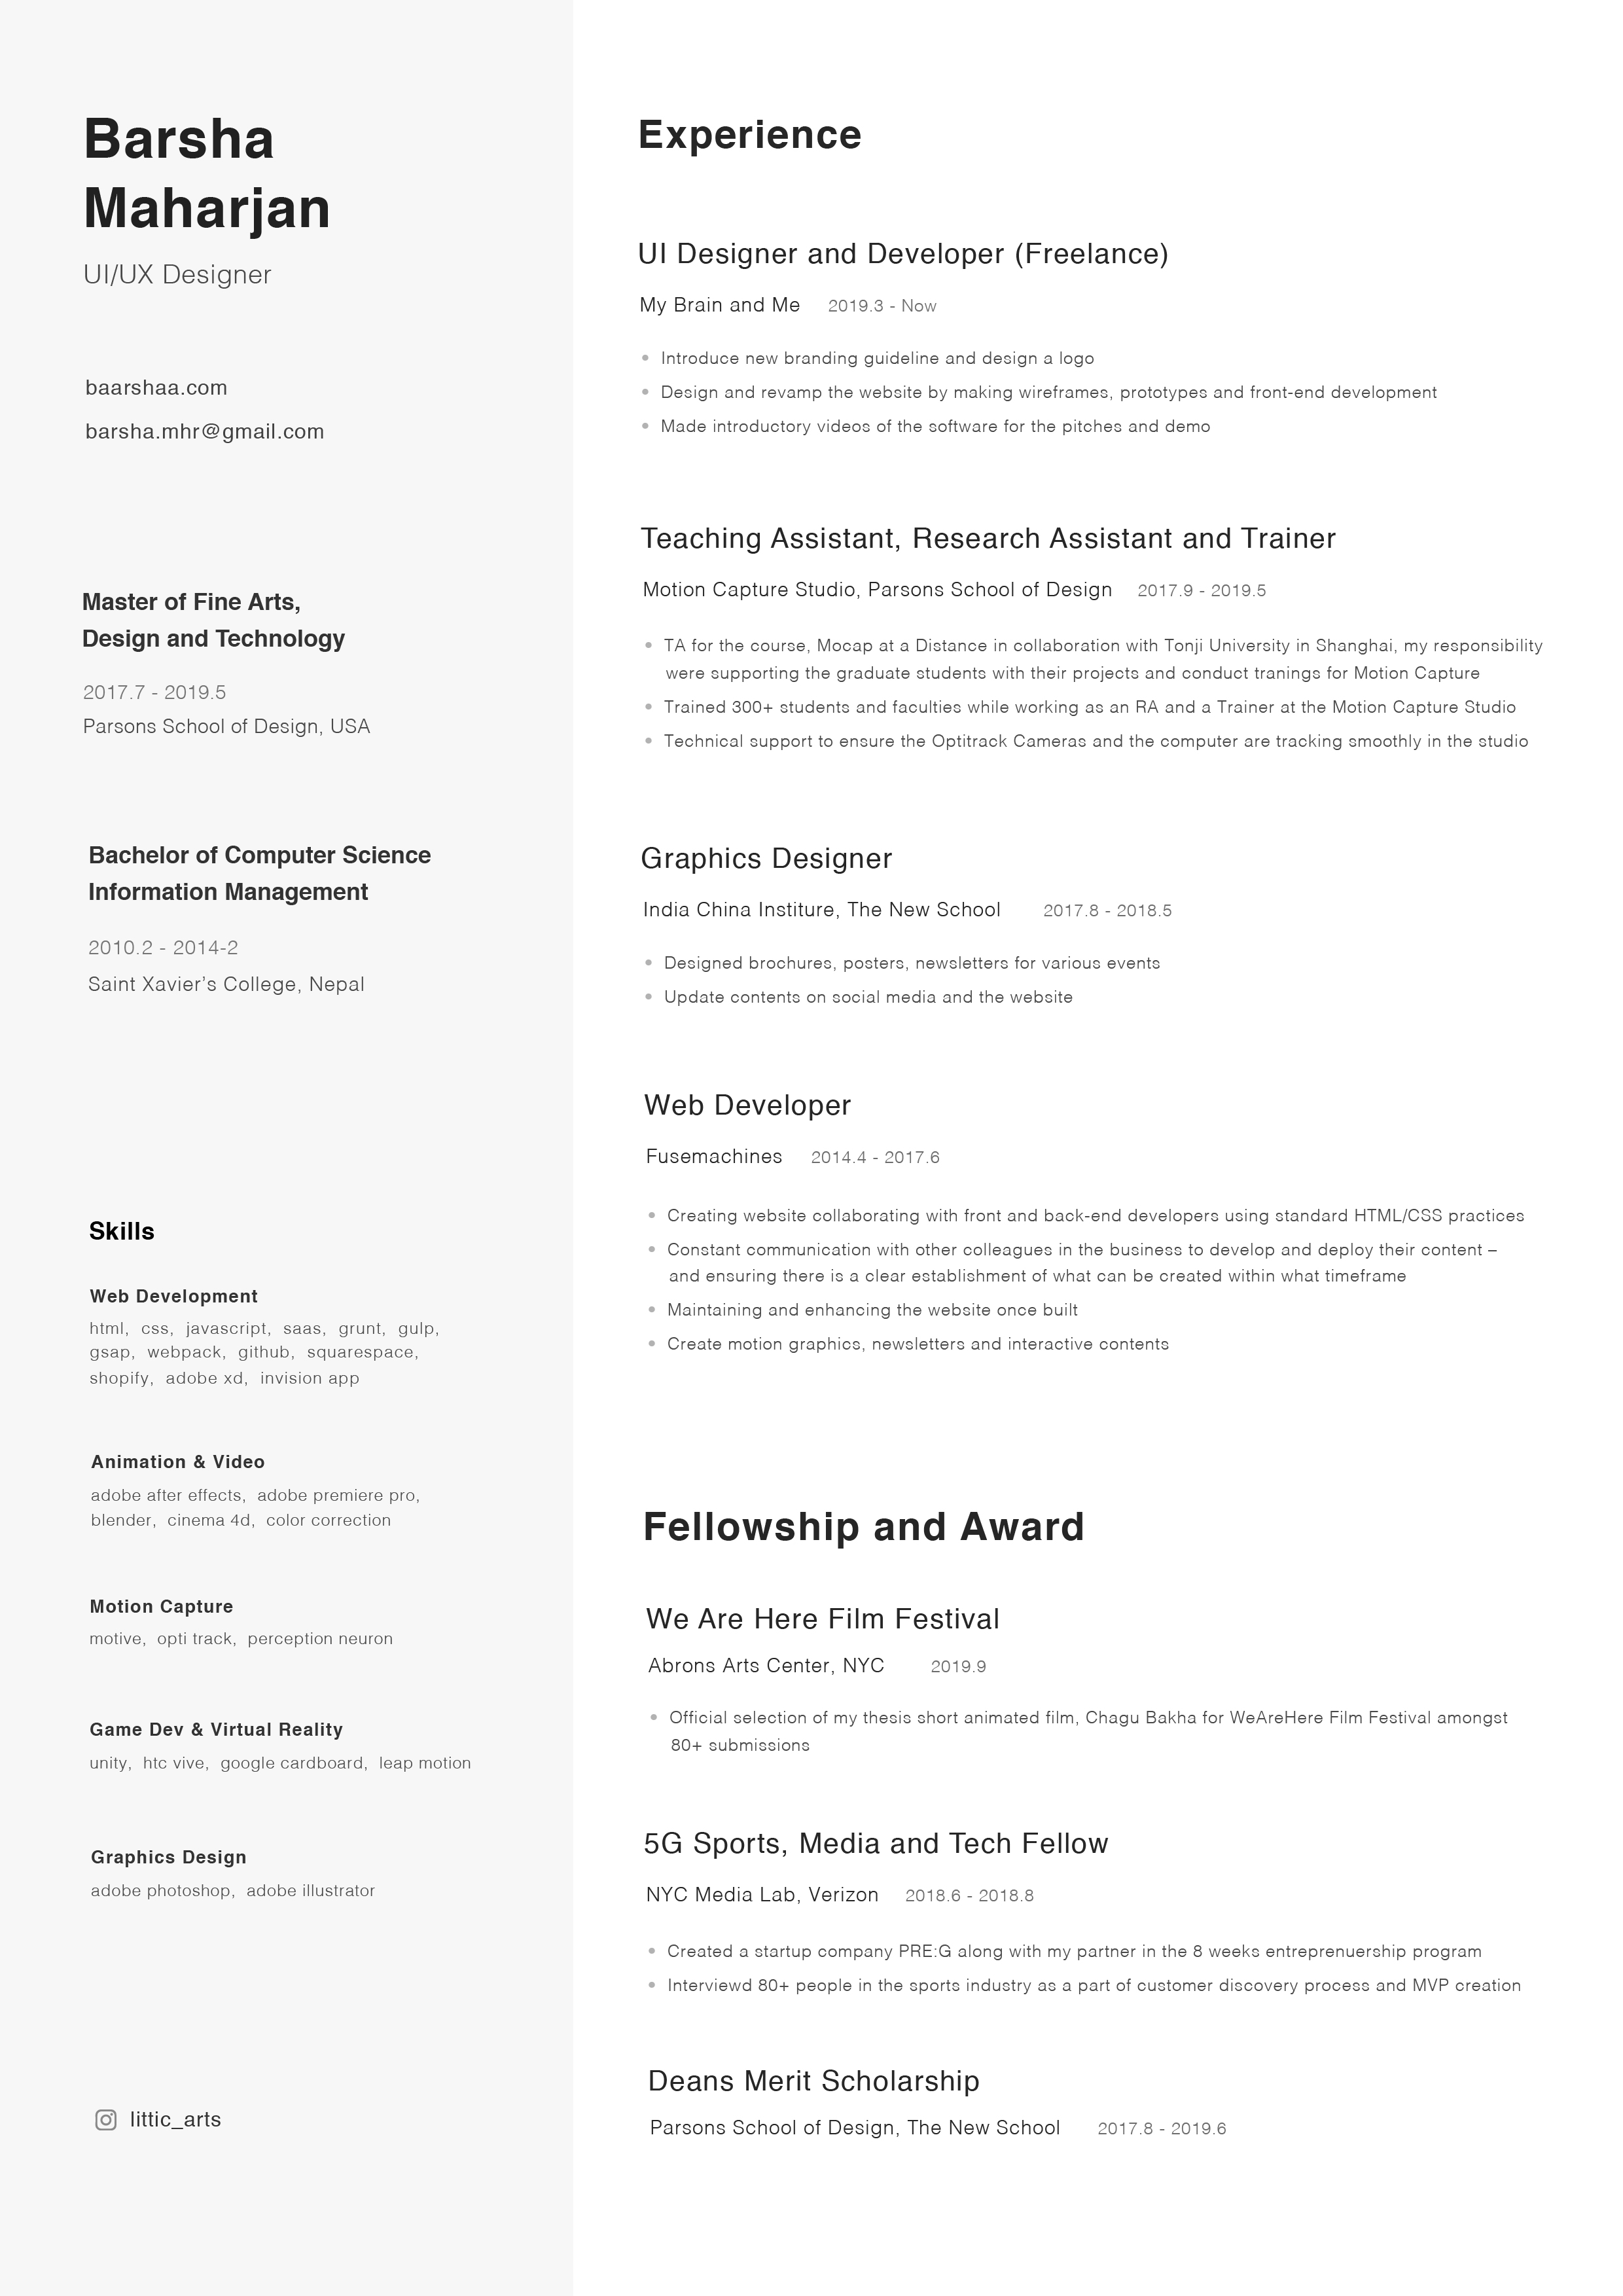 Barsha
Maharjan
UI/UX Designer
baarshaa.com
barsha.mhr@gmail.com
Master of Fine Arts,
Design and Technology
2017.7 - 2019.5
Parsons School of Design, USA
Bachelor of Computer Science
Information Management
2010.2 - 2014-2
Saint Xavier’s College, Nepal
Skills
Web Development
html, css, javascript, saas, grunt, gulp,
gsap, webpack, github, squarespace,
shopify, adobe xd, invision app
Animation & Video
adobe after effects, adobe premiere pro,
blender, cinema 4d, color correction
Motion Capture
motive, opti track, perception neuron
Game Dev & Virtual Reality
unity, htc vive, google cardboard, leap motion
Graphics Design
adobe photoshop, adobe illustrator
littic_arts
Experience
UI Designer and Developer (Freelance)
My Brain and Me 2019.3 - Now
• Introduce new branding guideline and design a logo
• Design and revamp the website by making wireframes, prototypes and front-end development
• Made introductory videos of the software for the pitches and demo
Teaching Assistant, Research Assistant and Trainer
Motion Capture Studio, Parsons School of Design 2017.9 - 2019.5
• TA for the course, Mocap at a Distance in collaboration with Tonji University in Shanghai, my responsibility
were supporting the graduate students with their projects and conduct tranings for Motion Capture
• Trained 300+ students and faculties while working as an RA and a Trainer at the Motion Capture Studio
• Technical support to ensure the Optitrack Cameras and the computer are tracking smoothly in the studio
Graphics Designer
India China Institure, The New School 2017.8 - 2018.5
• Designed brochures, posters, newsletters for various events
• Update contents on social media and the website
Web Developer
Fusemachines 2014.4 - 2017.6
• Creating website collaborating with front and back-end developers using standard HTML/CSS practices
• Constant communication with other colleagues in the business to develop and deploy their content –
and ensuring there is a clear establishment of what can be created within what timeframe
• Maintaining and enhancing the website once built
• Create motion graphics, newsletters and interactive contents
Fellowship and Award
We Are Here Film Festival
Abrons Arts Center, NYC 2019.9
• Official selection of my thesis short animated film, Chagu Bakha for WeAreHere Film Festival amongst
80+ submissions
5G Sports, Media and Tech Fellow
NYC Media Lab, Verizon 2018.6 - 2018.8
• Created a startup company PRE:G along with my partner in the 8 weeks entreprenuership program
• Interviewd 80+ people in the sports industry as a part of customer discovery process and MVP creation
Deans Merit Scholarship
Parsons School of Design, The New School 2017.8 - 2019.6